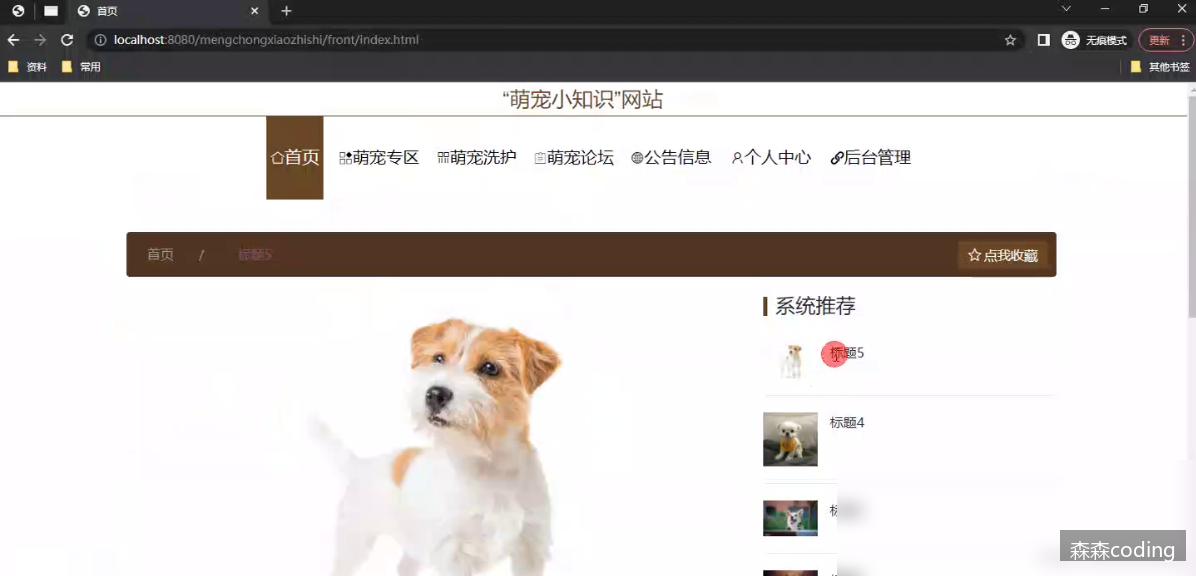 首页
localhost:8080/mengchongxiaozhishi/front/index.html
无痕模式
更新
资料
常用
其他书签
“萌宠小知识”网站
首页
萌宠专区
萌宠洗护
萌宠论坛
公告信息
个人中心
后台管理
首页 / 标题5
点我收藏
系统推荐
标题5
标题4
森森coding